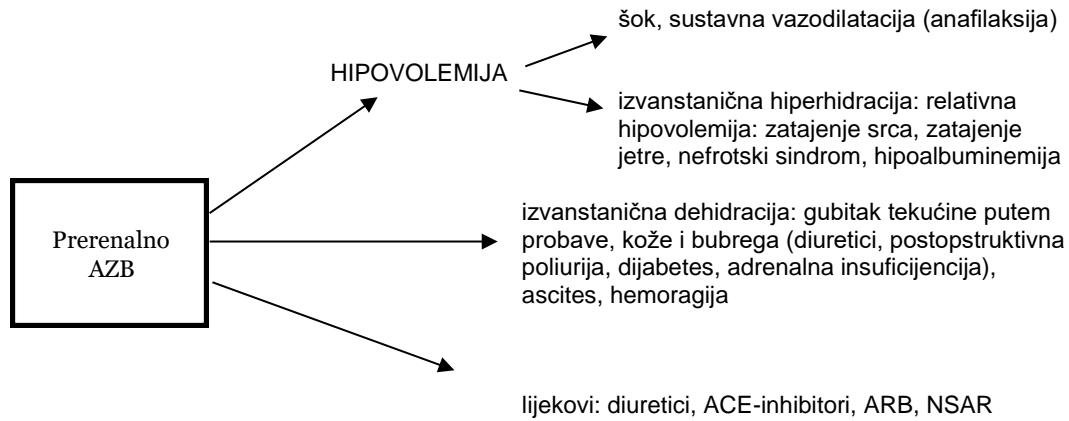 šok, sustavna vazodilatacija (anafilaksija)
HIPOVOLEMIJA
izvanstanična hiperhidracija: relativna
hipovolemija: zatajenje srca, zatajenje
jetre, nefrotski sindrom, hipoalbuminemija
Prerenalno
AZB
izvanstanična dehidracija: gubitak tekućine putem
probave, kože i bubrega (diuretici, postopstruktivna
poliurija, dijabetes, adrenalna insuficijencija),
ascites, hemoragija
lijekovi: diuretici, ACE-inhibitori, ARB, NSAR